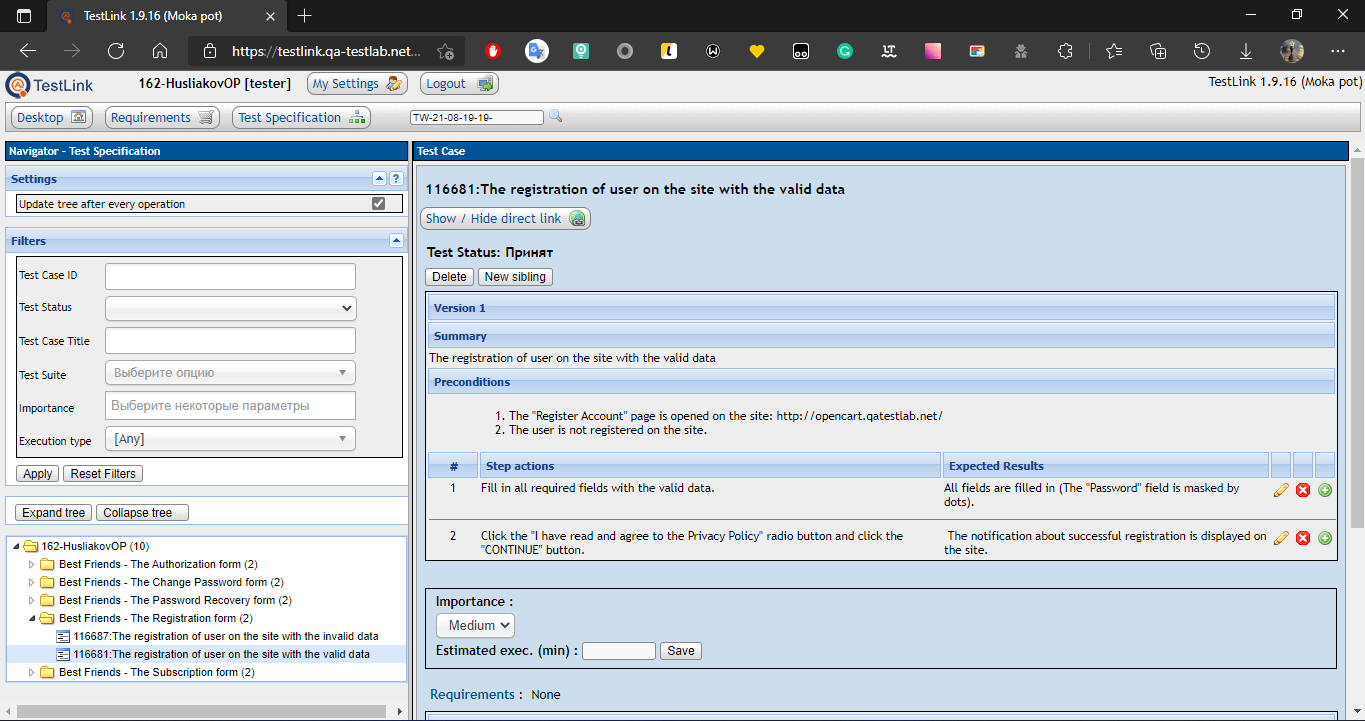 TestLink 1.9.16 (Moka pot)
https://testlink.qa-testlab.net...
TestLink
162-HusliakovOP [tester]
My Settings
Logout
TestLink 1.9.16 (Moka pot)
Desktop
Requirements
Test Specification
TW-21-08-19-19-
Navigator - Test Specification
Settings
Update tree after every operation
Filters
Test Case ID
Test Status
Test Case Title
Test Suite
Выберите опцию
Importance
Выберите некоторые параметры
Execution type
[Any]
Apply
Reset Filters
Expand tree
Collapse tree
162-HusliakovOP (10)
Best Friends - The Authorization form (2)
Best Friends - The Change Password form (2)
Best Friends - The Password Recovery form (2)
Best Friends - The Registration form (2)
116687:The registration of user on the site with the invalid data
116681:The registration of user on the site with the valid data
Best Friends - The Subscription form (2)
Test Case
116681:The registration of user on the site with the valid data
Show / Hide direct link
Test Status: Принят
Delete
New sibling
Version 1
Summary
The registration of user on the site with the valid data
Preconditions
1. The "Register Account" page is opened on the site: http://opencart.qatestlab.net/
2. The user is not registered on the site.
# Step actions Expected Results
1 Fill in all required fields with the valid data. All fields are filled in (The "Password" field is masked by
dots).
2 Click the "I have read and agree to the Privacy Policy" radio button and click the The notification about successful registration is displayed on
"CONTINUE" button. the site.
Importance :
Medium
Estimated exec. (min) :
Save
Requirements : None